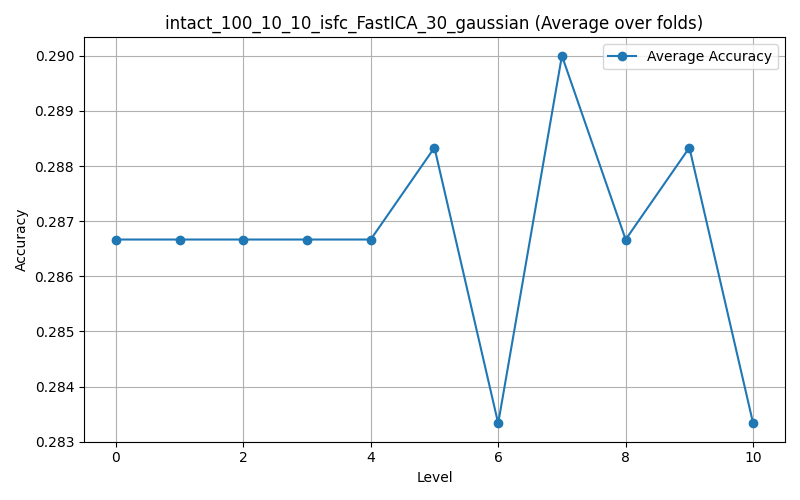 intact_100_10_10_isfc_FastICA_30_gaussian (Average over folds)
Average Accuracy
Accuracy
0.290
0.289
0.288
0.287
0.286
0.285
0.284
0.283
0 2 4 6 8 10
Level